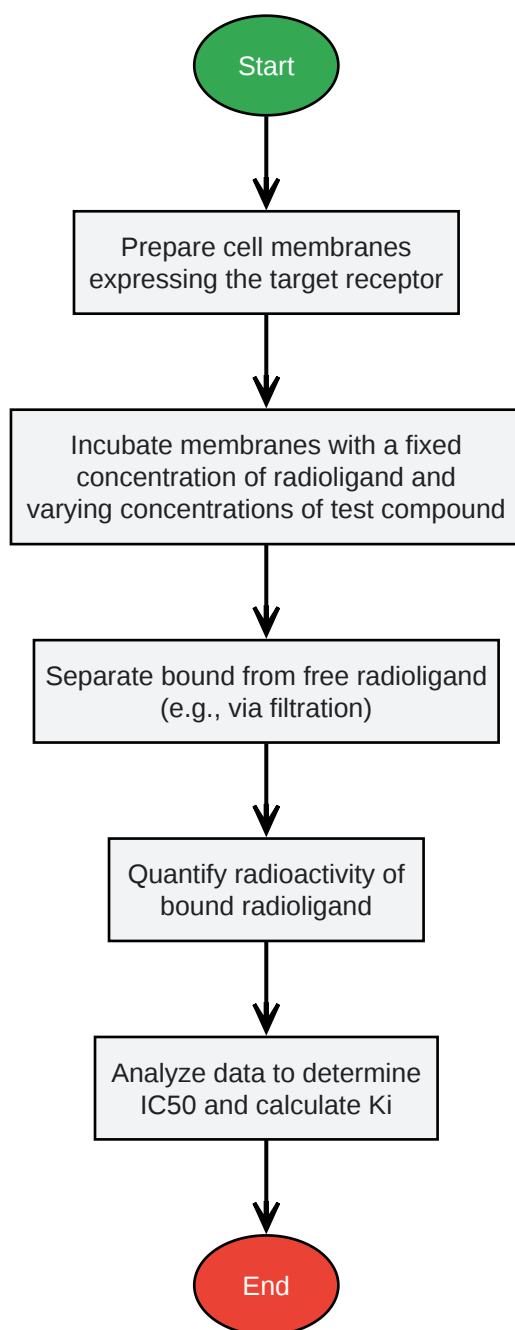 Start
Prepare cell membranes
expressing the target receptor
Incubate membranes with a fixed
concentration of radioligand and
varying concentrations of test compound
Separate bound from free radioligand
(e.g., via filtration)
Quantify radioactivity of
bound radioligand
Analyze data to determine
IC50 and calculate Ki
End